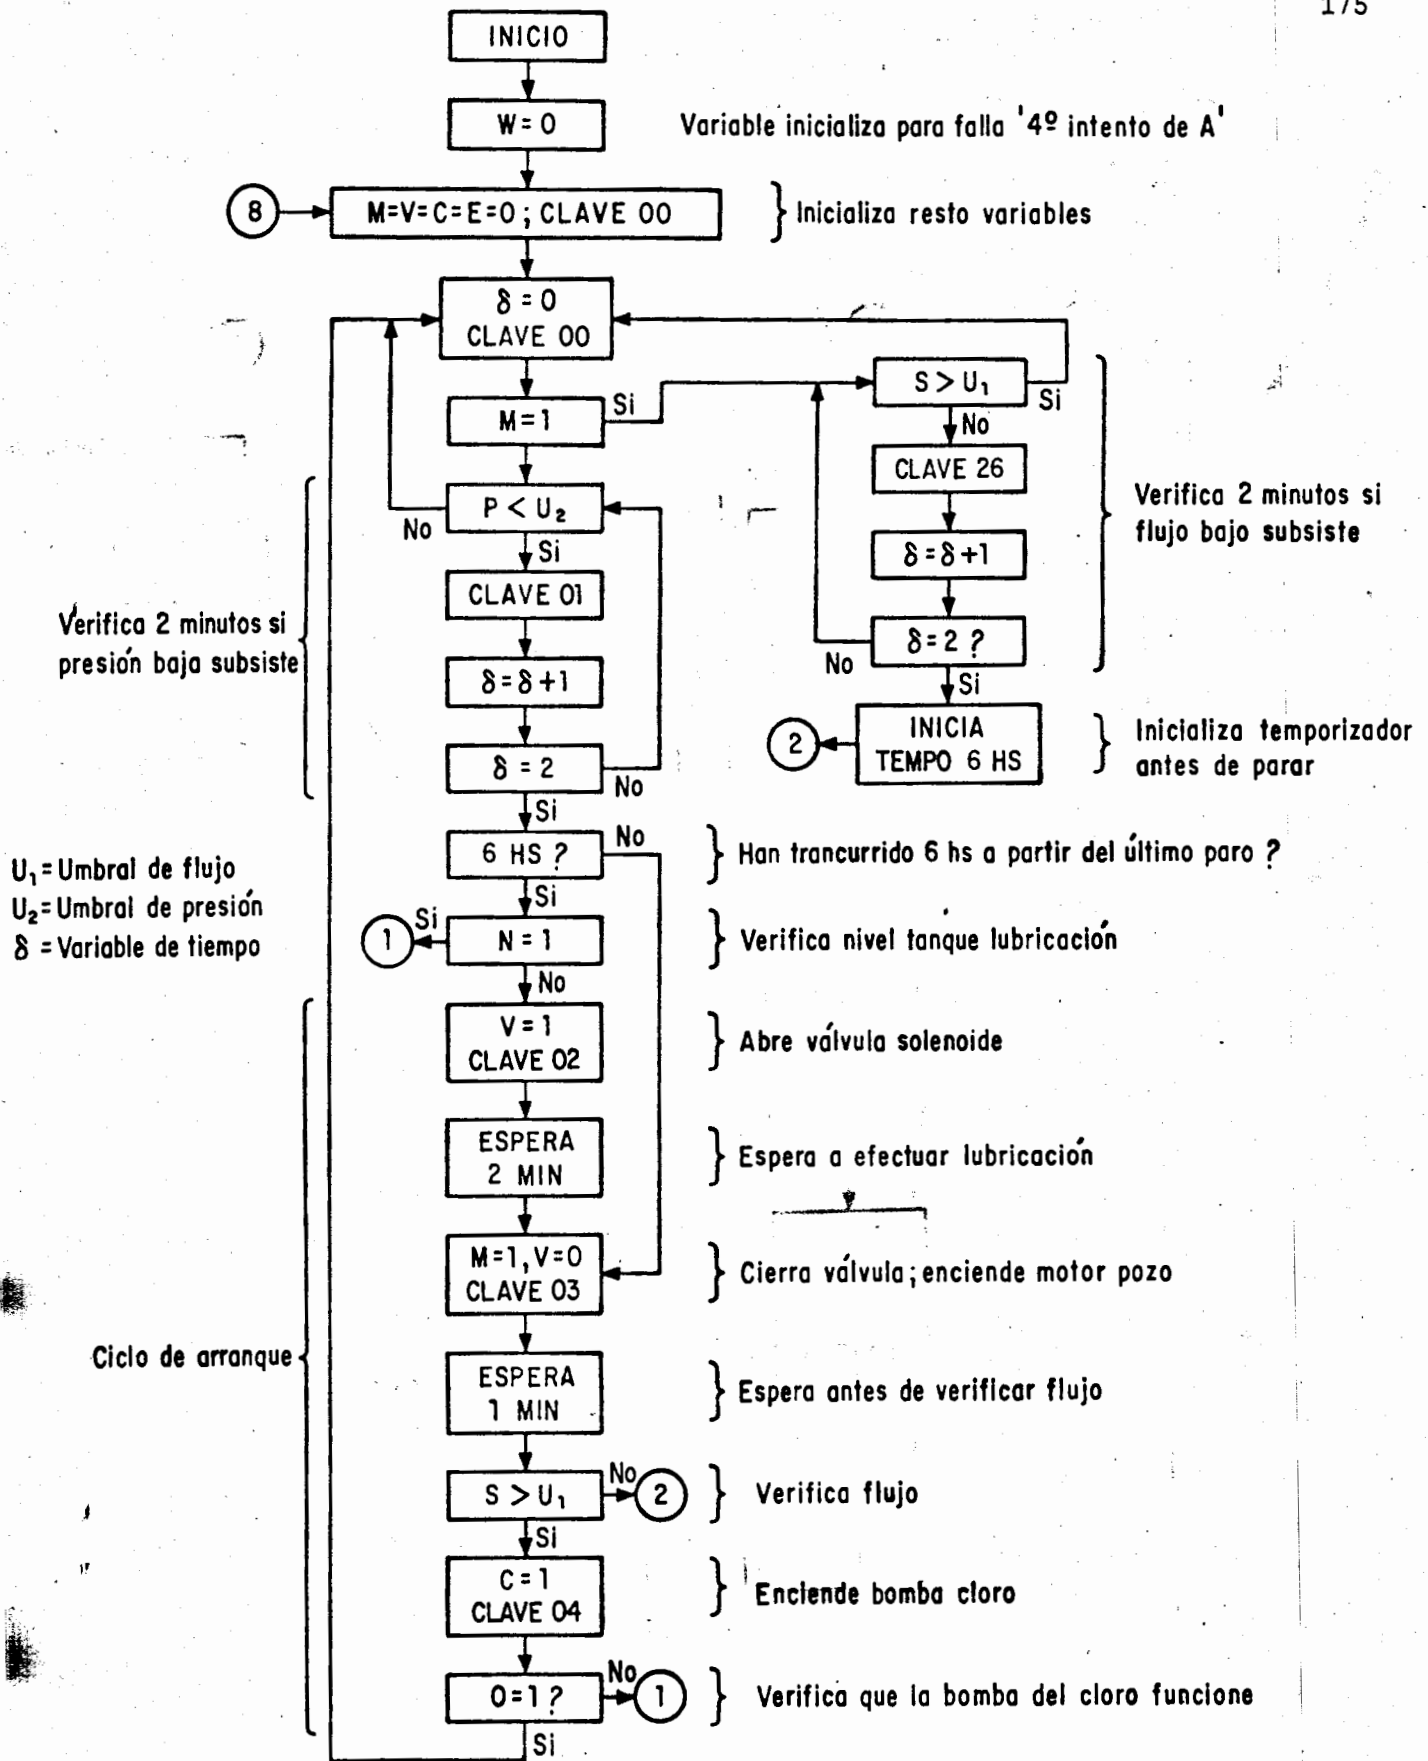 175
INICIO
W=0
Variable inicializa para falla '4º intento de A'
8
M=V=C=E=0; CLAVE 00
Inicializa resto variables
δ=0
CLAVE 00
M=1
Si
S>U₁
Si
No
CLAVE 26
δ=δ+1
δ=2 ?
No
Si
Verifica 2 minutos si
flujo bajo subsiste
INICIA
TEMPO 6 HS
2
Inicializa temporizador
antes de parar
P<U₂
No
Si
CLAVE 01
δ=δ+1
δ=2
No
Si
Verifica 2 minutos si
presión baja subsiste
6 HS ?
No
Si
Han trancurrido 6 hs a partir del último paro ?
U₁=Umbral de flujo
U₂=Umbral de presión
δ =Variable de tiempo
1
Si
N=1
No
Verifica nivel tanque lubricación
V=1
CLAVE 02
Abre válvula solenoide
ESPERA
2 MIN
Espera a efectuar lubricación
M=1,V=0
CLAVE 03
Cierra válvula; enciende motor pozo
Ciclo de arranque
ESPERA
1 MIN
Espera antes de verificar flujo
S>U₁
No
2
Si
Verifica flujo
C=1
CLAVE 04
Enciende bomba cloro
O=1?
No
1
Si
Verifica que la bomba del cloro funcione